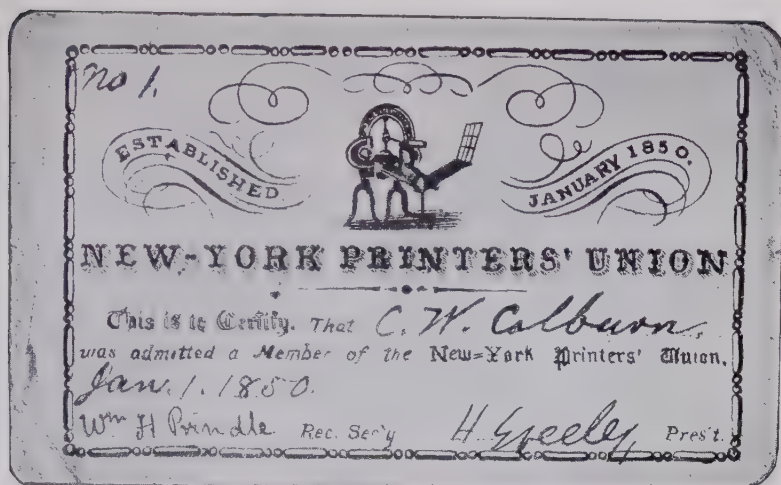 No 1.
ESTABLISHED JANUARY 1850.
NEW-YORK PRINTERS' UNION
This is to Certify. That C. W. Colburn,
was admitted a Member of the New=York Printers' Union.
Jan. 1. 1850.
Wm H Prindle Rec. Sec'y H. Greeley, Pres't.